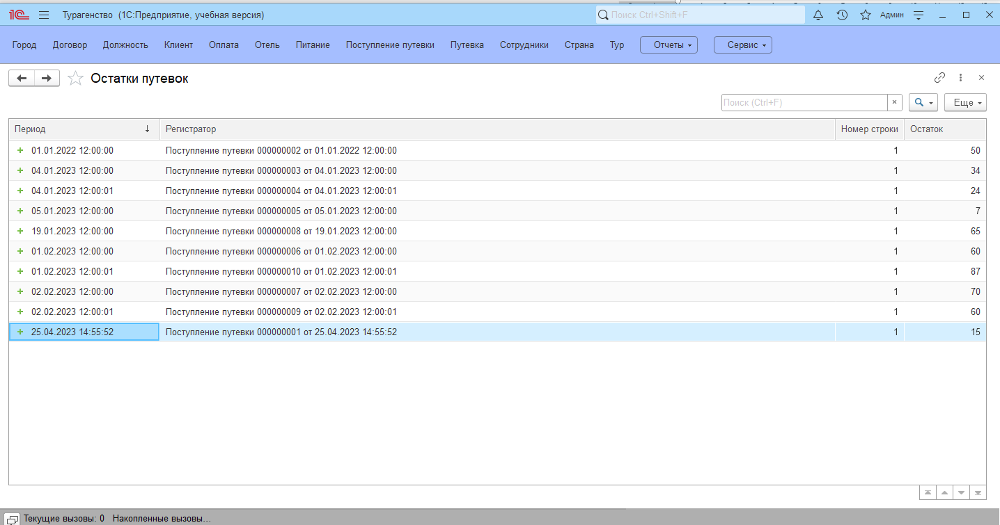 1С Турагенство (1С:Предприятие, учебная версия) Поиск Ctrl+Shift+F Админ
Город Договор Должность Клиент Оплата Отель Питание Поступление путевки Путевка Сотрудники Страна Тур Отчеты Сервис
Остатки путевок
Поиск (Ctrl+F) × Еще
Период ↓ Регистратор Номер строки Остаток
01.01.2022 12:00:00 Поступление путевки 000000002 от 01.01.2022 12:00:00 1 50
04.01.2023 12:00:00 Поступление путевки 000000003 от 04.01.2023 12:00:00 1 34
04.01.2023 12:00:01 Поступление путевки 000000004 от 04.01.2023 12:00:01 1 24
05.01.2023 12:00:00 Поступление путевки 000000005 от 05.01.2023 12:00:00 1 7
19.01.2023 12:00:00 Поступление путевки 000000008 от 19.01.2023 12:00:00 1 65
01.02.2023 12:00:00 Поступление путевки 000000006 от 01.02.2023 12:00:00 1 60
01.02.2023 12:00:01 Поступление путевки 000000010 от 01.02.2023 12:00:01 1 87
02.02.2023 12:00:00 Поступление путевки 000000007 от 02.02.2023 12:00:00 1 70
02.02.2023 12:00:01 Поступление путевки 000000009 от 02.02.2023 12:00:01 1 60
25.04.2023 14:55:52 Поступление путевки 000000001 от 25.04.2023 14:55:52 1 15
Текущие вызовы: 0 Накопленные вызовы...